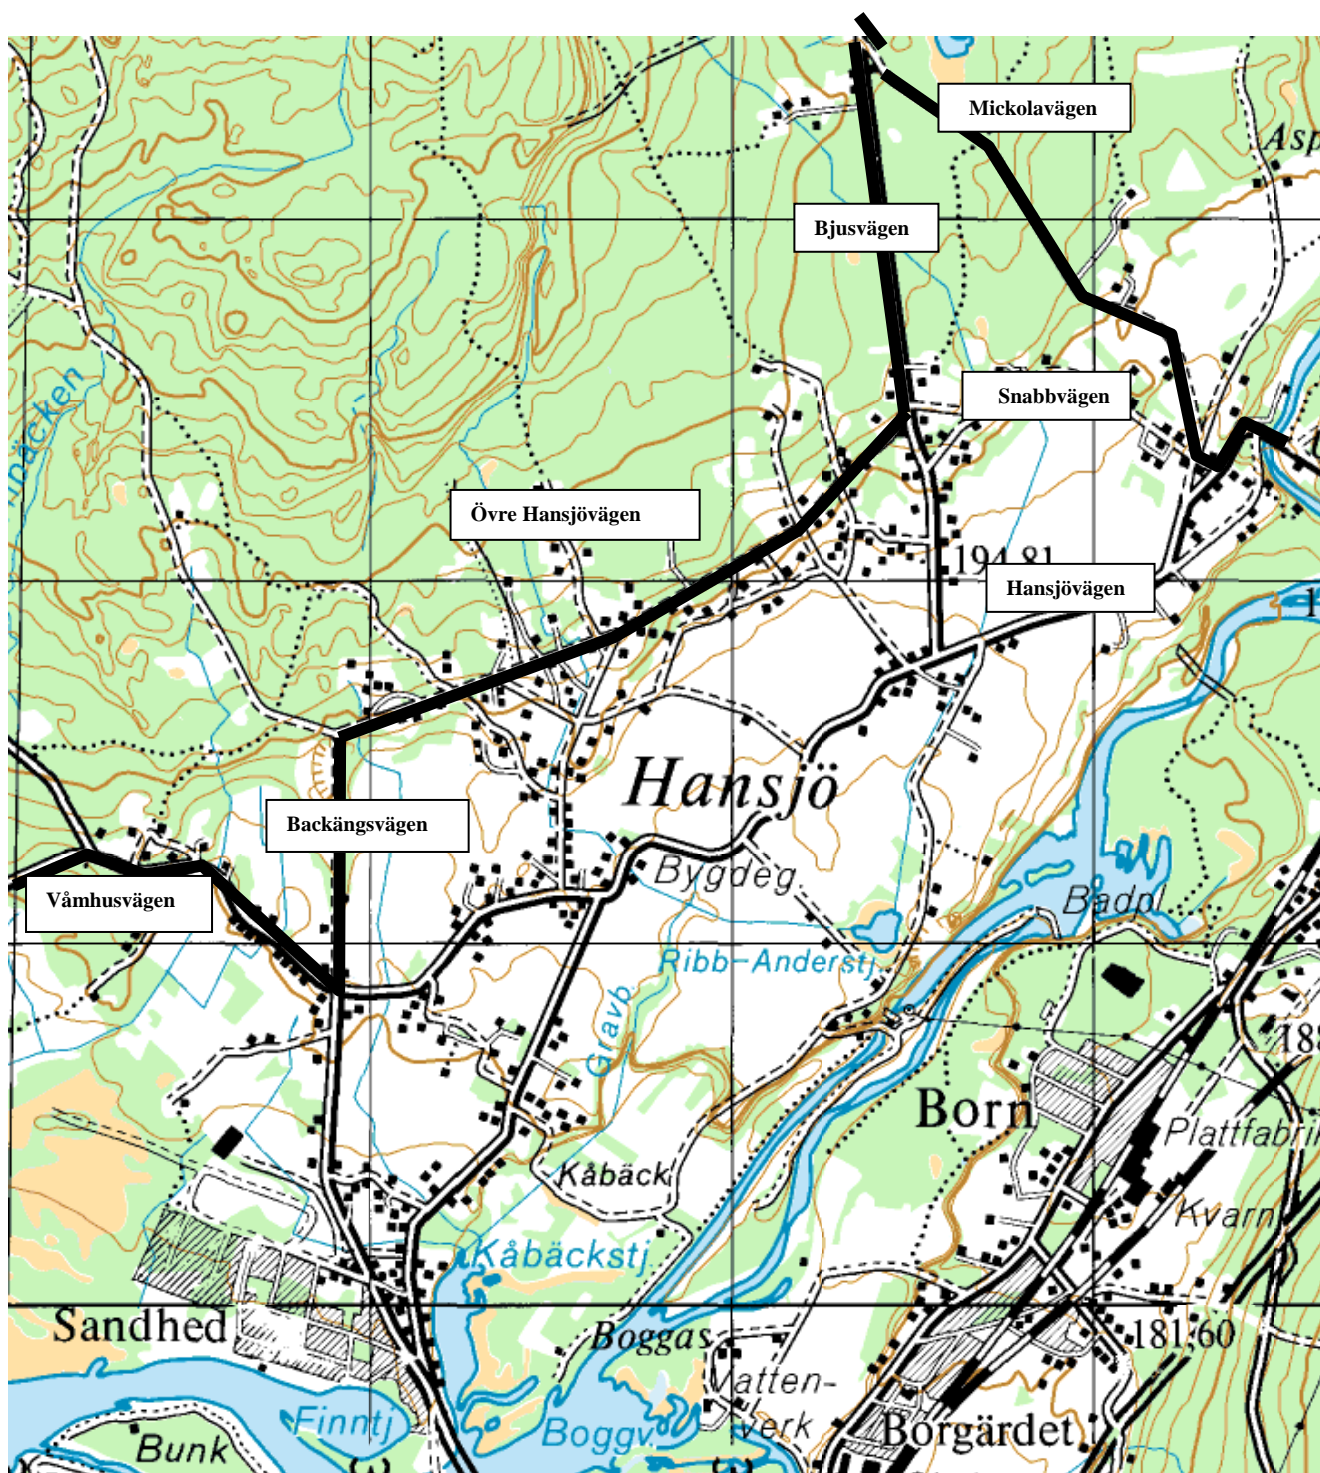 Mickolavägen
Asp
Bjusvägen
Snabbvägen
Övre Hansjövägen
194,81
Hansjövägen
Hansjö
Backängsvägen
Bygdeg.
Badpl
Våmhusvägen
Ribb-Anderstj.
Gravb.
188
Born
Plattfabrik
Kåbäck
Kvarn
Kåbäckstj.
Sandhed
Boggas
181,60
Vatten-
verk
Finntj
Boggv.
Borgärdet
Bunk